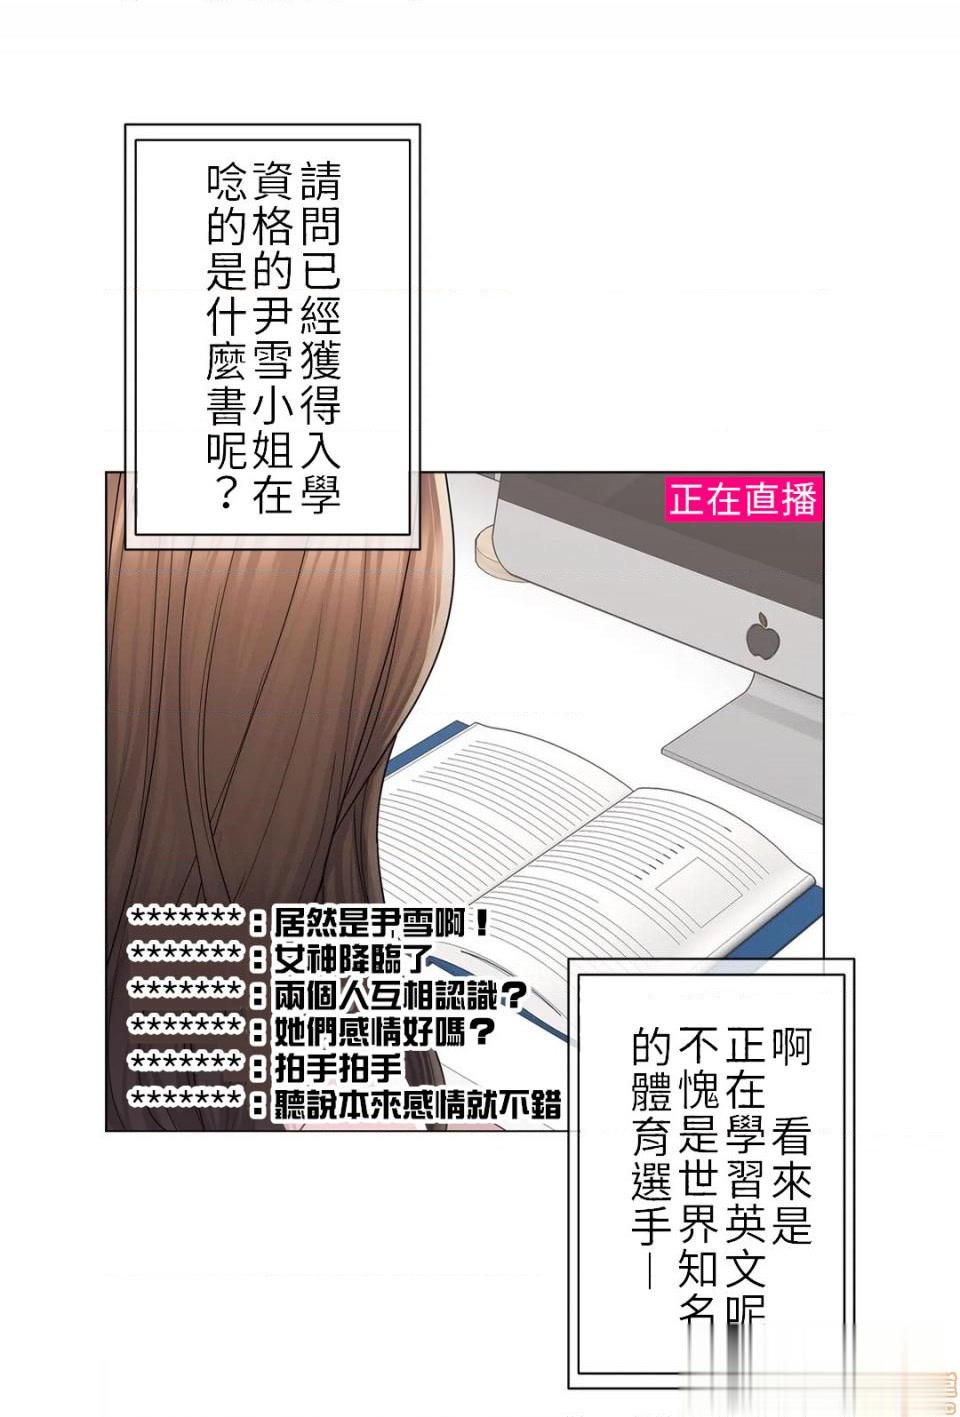 請問已經獲得入學
資格的尹雪小姐在
唸的是什麼書呢？
正在直播
*******：居然是尹雪啊！
*******：女神降臨了
*******：兩個人互相認識？
*******：她們感情好嗎？
*******：拍手拍手
*******：聽說本來感情就不錯
啊 看來是
正在學習英文呢
不愧是世界知名
的體育選手—